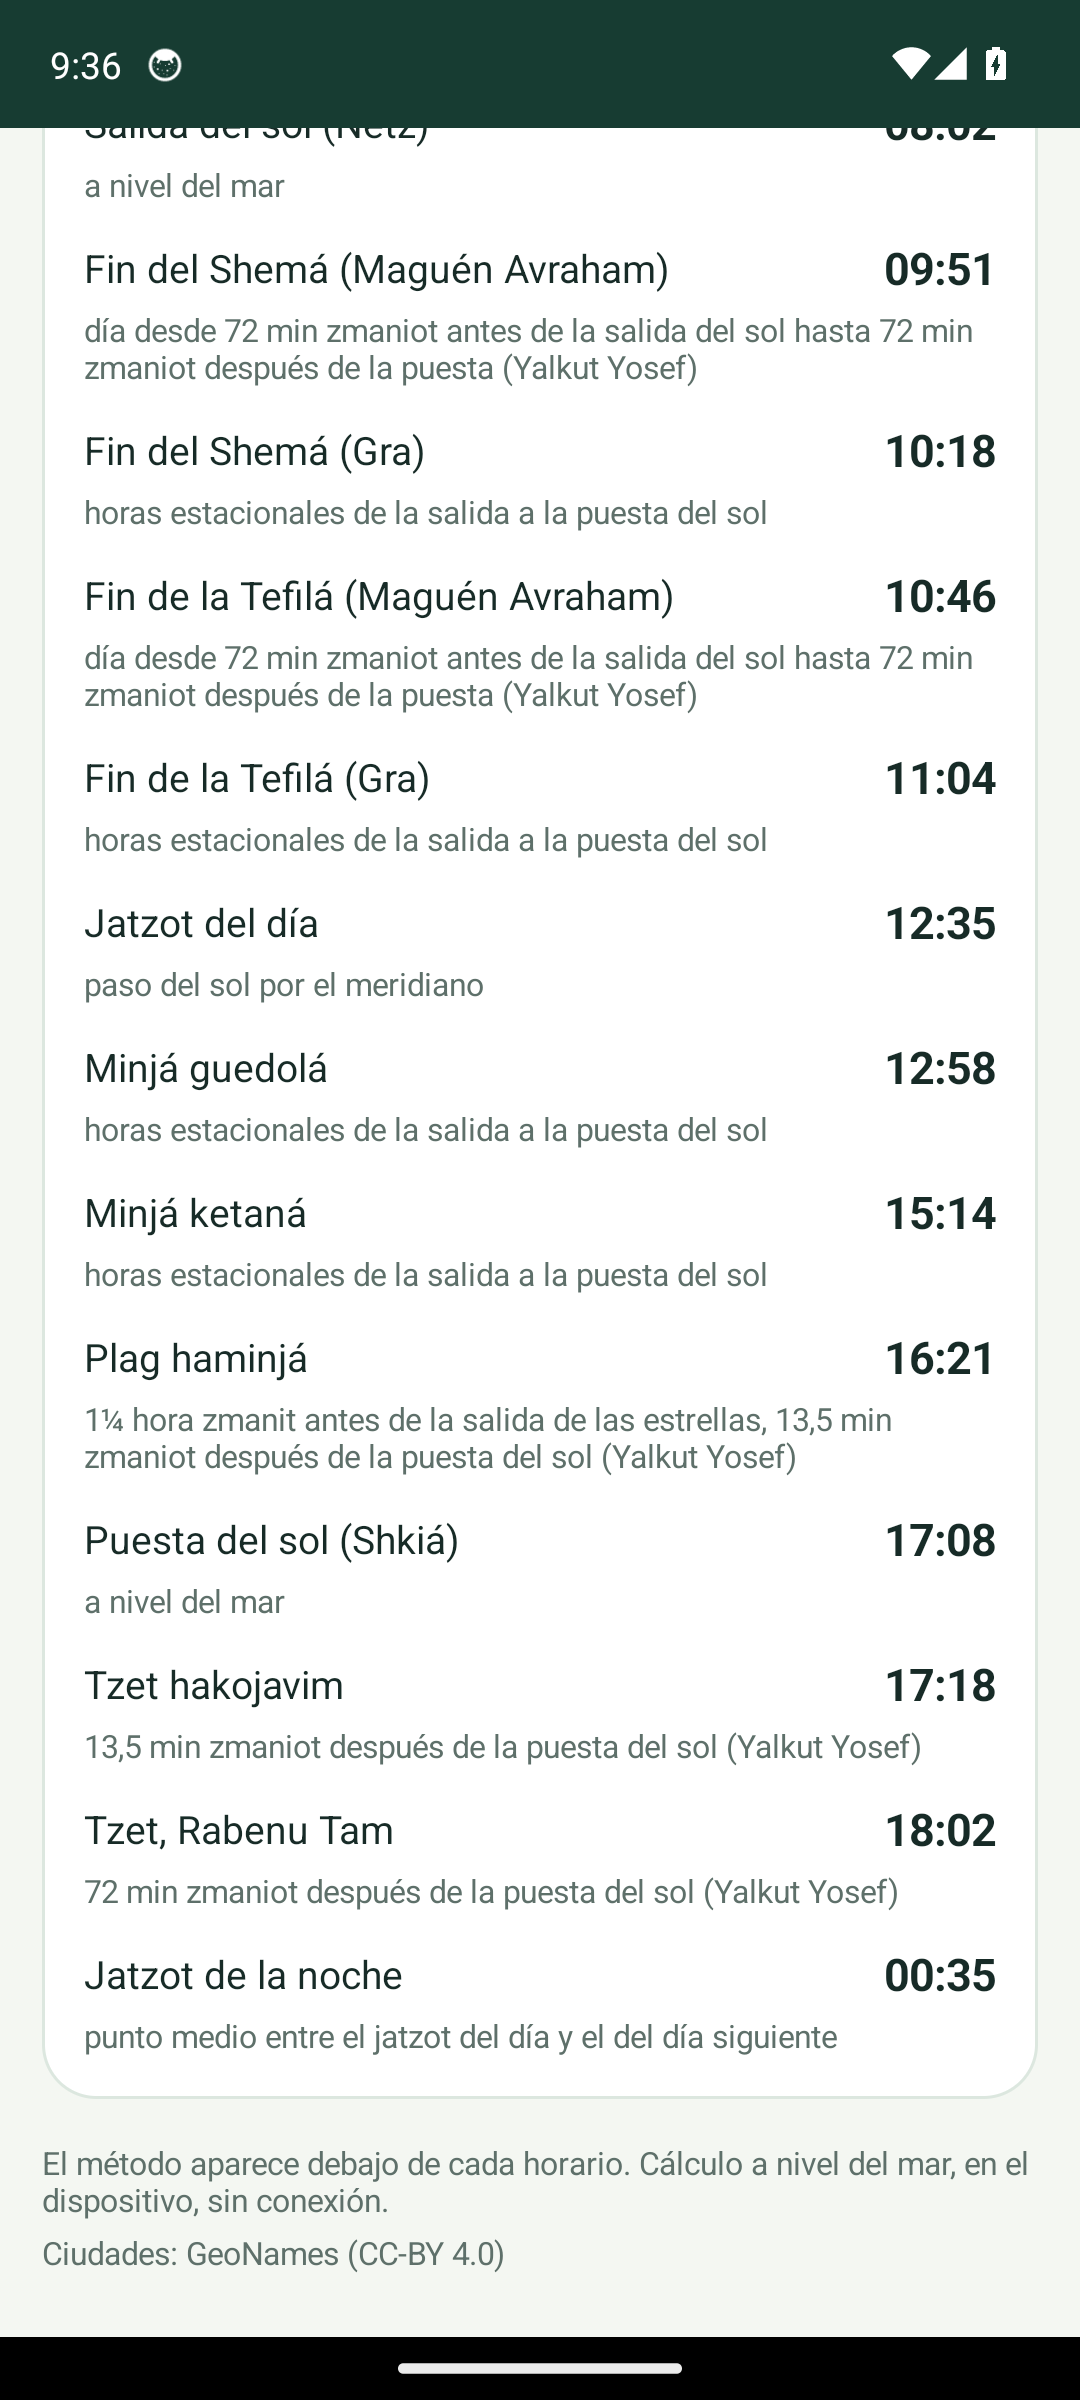 9:36
Salida del sol (Netz) 08:02
a nivel del mar
Fin del Shemá (Maguén Avraham) 09:51
día desde 72 min zmaniot antes de la salida del sol hasta 72 min
zmaniot después de la puesta (Yalkut Yosef)
Fin del Shemá (Gra) 10:18
horas estacionales de la salida a la puesta del sol
Fin de la Tefilá (Maguén Avraham) 10:46
día desde 72 min zmaniot antes de la salida del sol hasta 72 min
zmaniot después de la puesta (Yalkut Yosef)
Fin de la Tefilá (Gra) 11:04
horas estacionales de la salida a la puesta del sol
Jatzot del día 12:35
paso del sol por el meridiano
Minjá guedolá 12:58
horas estacionales de la salida a la puesta del sol
Minjá ketaná 15:14
horas estacionales de la salida a la puesta del sol
Plag haminjá 16:21
1¼ hora zmanit antes de la salida de las estrellas, 13,5 min
zmaniot después de la puesta del sol (Yalkut Yosef)
Puesta del sol (Shkiá) 17:08
a nivel del mar
Tzet hakojavim 17:18
13,5 min zmaniot después de la puesta del sol (Yalkut Yosef)
Tzet, Rabenu Tam 18:02
72 min zmaniot después de la puesta del sol (Yalkut Yosef)
Jatzot de la noche 00:35
punto medio entre el jatzot del día y el del día siguiente
El método aparece debajo de cada horario. Cálculo a nivel del mar, en el
dispositivo, sin conexión.
Ciudades: GeoNames (CC-BY 4.0)